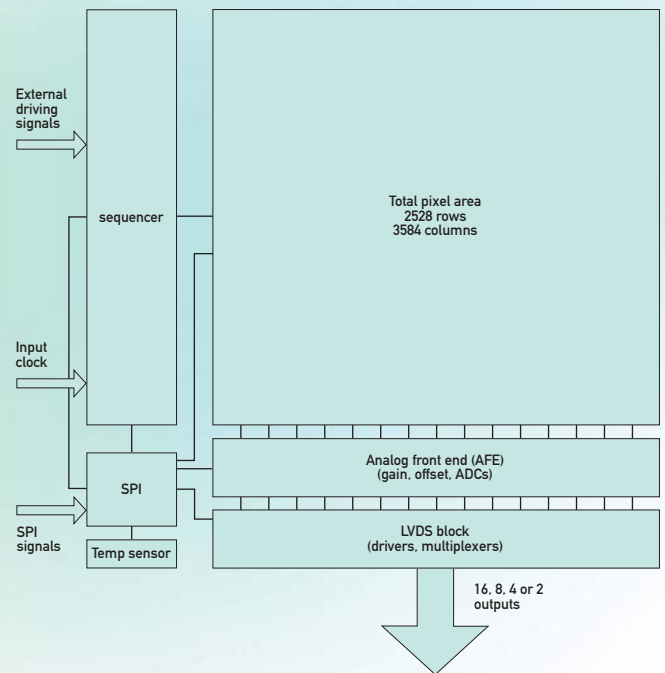 External
driving
signals
sequencer
Total pixel area
2528 rows
3584 columns
Input
clock
SPI
Analog front end (AFE)
(gain, offset, ADCs)
SPI
signals
Temp sensor
LVDS block
(drivers, multiplexers)
16, 8, 4 or 2
outputs